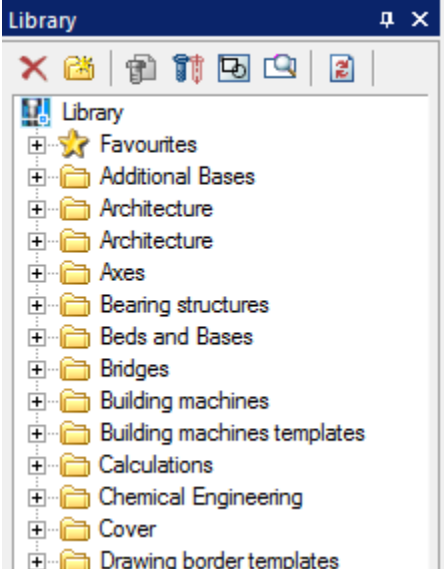 Library
Library
Favourites
Additional Bases
Architecture
Architecture
Axes
Bearing structures
Beds and Bases
Bridges
Building machines
Building machines templates
Calculations
Chemical Engineering
Cover
Drawing border templates